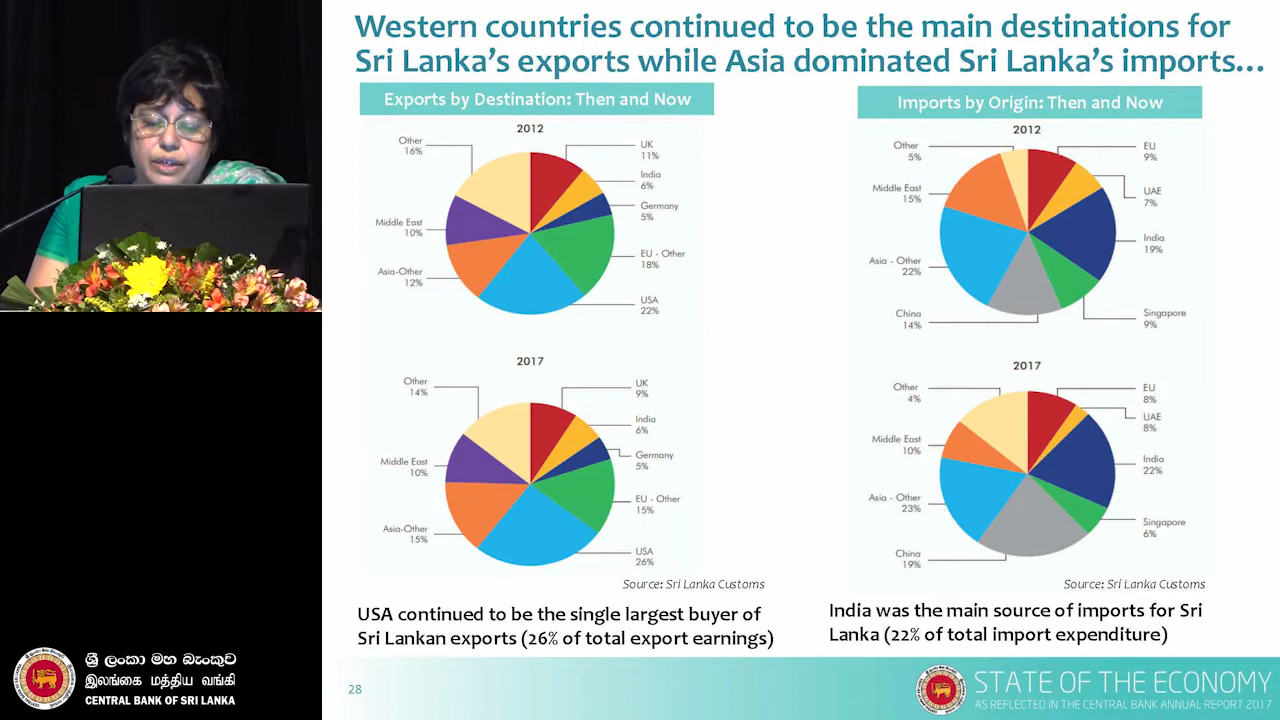 Western countries continued to be the main destinations for
Sri Lanka's exports while Asia dominated Sri Lanka's imports...
Exports by Destination: Then and Now
2012
Other
16%
UK
11%
India
6%
Germany
5%
Middle East
10%
EU - Other
18%
Asia-Other
12%
USA
22%
2017
Other
14%
UK
9%
India
6%
Germany
5%
Middle East
10%
EU - Other
15%
Asia-Other
15%
USA
26%
Source: Sri Lanka Customs
USA continued to be the single largest buyer of
Sri Lankan exports (26% of total export earnings)
Imports by Origin: Then and Now
2012
Other
5%
EU
9%
Middle East
15%
UAE
7%
India
19%
Asia - Other
22%
China
14%
Singapore
9%
2017
Other
4%
EU
8%
UAE
8%
Middle East
10%
India
22%
Asia - Other
23%
Singapore
6%
China
19%
Source: Sri Lanka Customs
India was the main source of imports for Sri
Lanka (22% of total import expenditure)
ශ්‍රී ලංකා මහ බැංකුව
இலங்கை மத்திய வங்கி
CENTRAL BANK OF SRI LANKA
28
STATE OF THE ECONOMY
AS REFLECTED IN THE CENTRAL BANK ANNUAL REPORT 2017